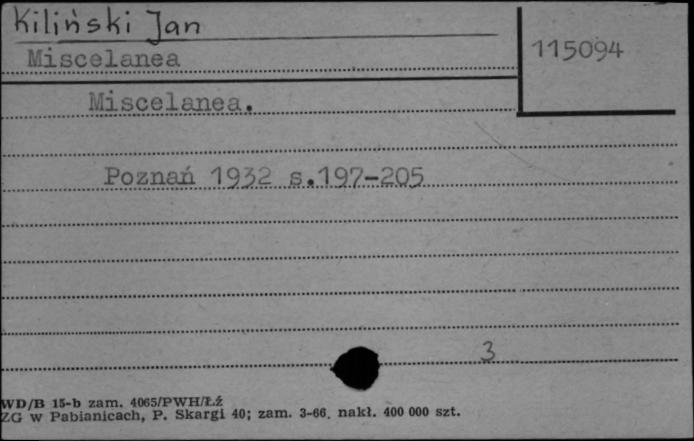 Kiliński Jan
Miscelanea
115094
Miscelanea.
Poznań 1932 s.197-205
3
WD/B 15-b zam. 4065/PWH/Łź
ZG w Pabianicach, P. Skargi 40; zam. 3-66. nakł. 400 000 szt.